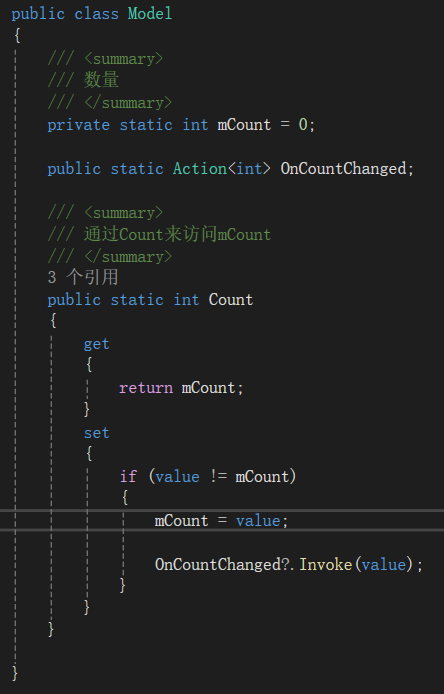 public class Model
{
/// <summary>
/// 数量
/// </summary>
private static int mCount = 0;
public static Action<int> OnCountChanged;
/// <summary>
/// 通过Count来访问mCount
/// </summary>
3 个引用
public static int Count
{
get
{
return mCount;
}
set
{
if (value != mCount)
{
mCount = value;
OnCountChanged?.Invoke(value);
}
}
}
}